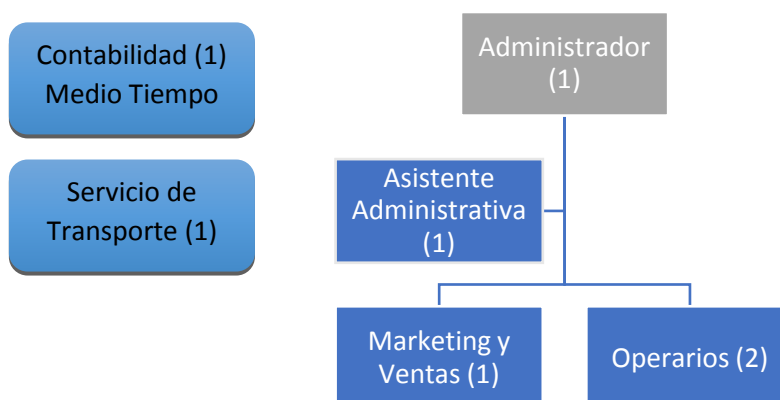 Contabilidad (1)
Medio Tiempo
Servicio de
Transporte (1)
Administrador
(1)
Asistente
Administrativa
(1)
Marketing y
Ventas (1)
Operarios (2)